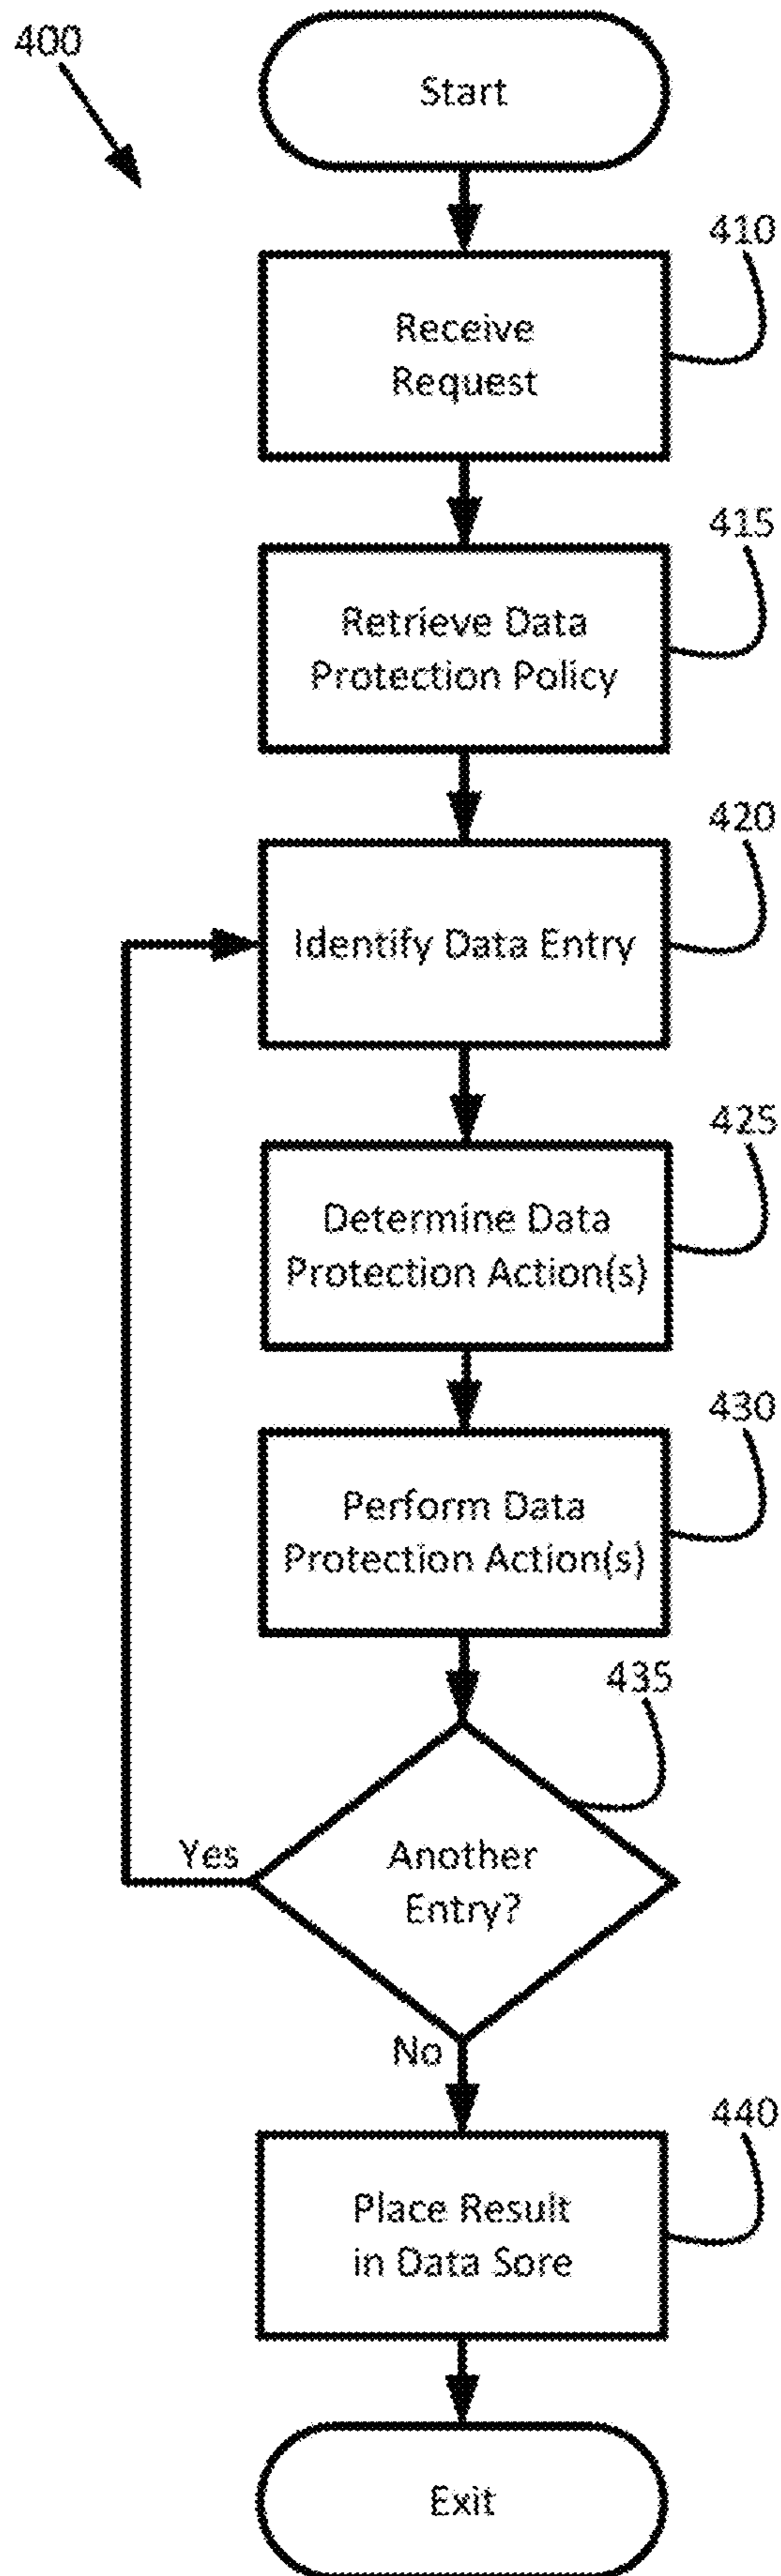 400
Start
410
Receive
Request
415
Retrieve Data
Protection Policy
420
Identify Data Entry
425
Determine Data
Protection Action(s)
430
Perform Data
Protection Action(s)
435
Yes
Another
Entry?
No
440
Place Result
in Data Sore
Exit